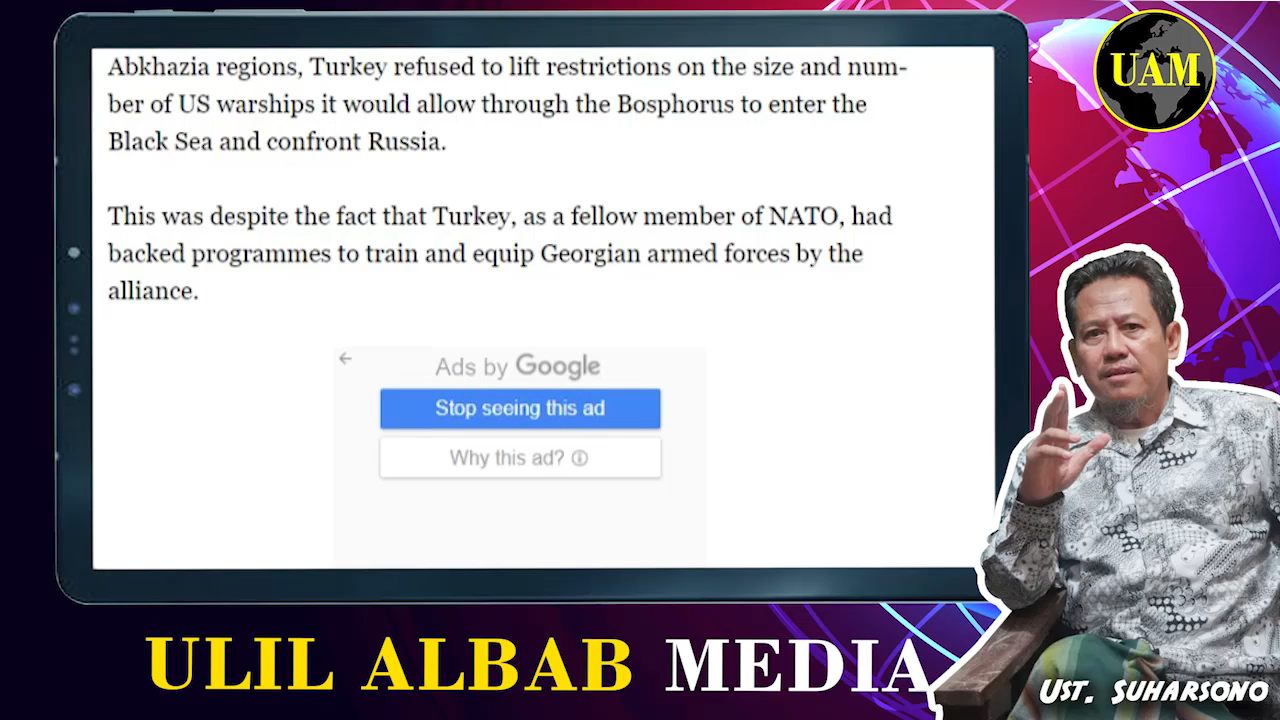 Abkhazia regions, Turkey refused to lift restrictions on the size and num-
ber of US warships it would allow through the Bosphorus to enter the
Black Sea and confront Russia.
This was despite the fact that Turkey, as a fellow member of NATO, had
backed programmes to train and equip Georgian armed forces by the
alliance.
Ads by Google
Stop seeing this ad
Why this ad?
UAM
ULIL ALBAB MEDIA
UST. SUHARSONO